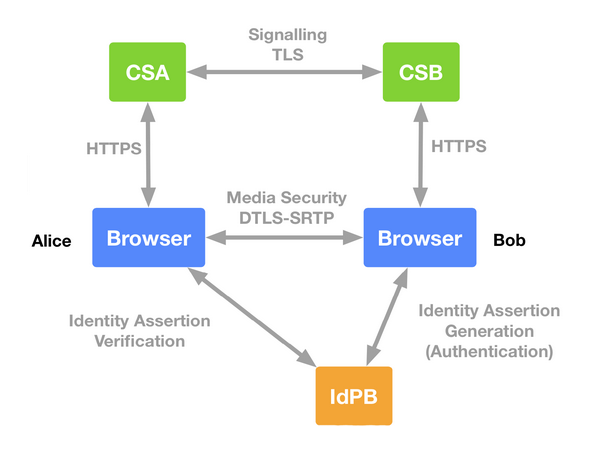 Signalling
TLS
CSA
CSB
HTTPS
HTTPS
Media Security
DTLS-SRTP
Alice
Browser
Browser
Bob
Identity Assertion
Verification
Identity Assertion
Generation
(Authentication)
IdPB